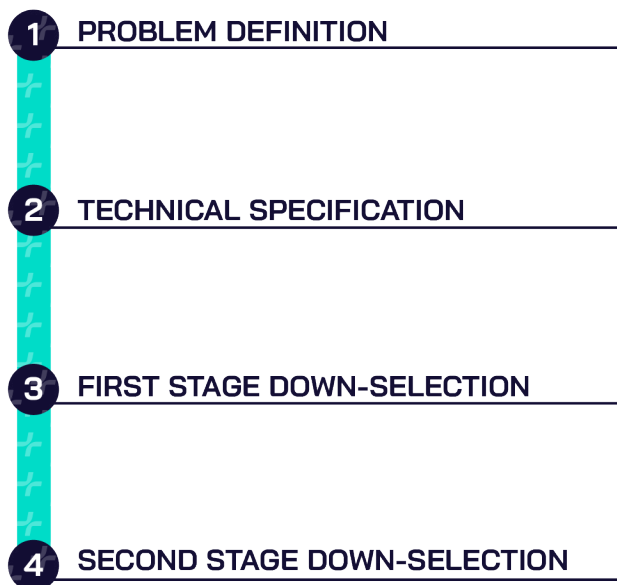 1 PROBLEM DEFINITION
2 TECHNICAL SPECIFICATION
3 FIRST STAGE DOWN-SELECTION
4 SECOND STAGE DOWN-SELECTION